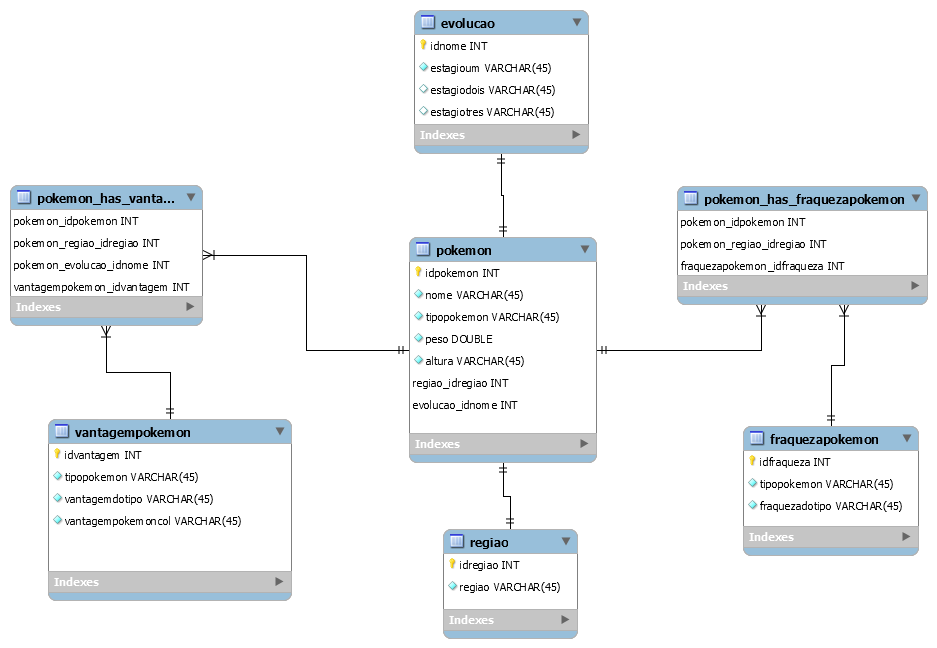 evolucao
idnome INT
estagioum VARCHAR(45)
estagiodois VARCHAR(45)
estagiotres VARCHAR(45)
Indexes
pokemon_has_vanta...
pokemon_idpokemon INT
pokemon_regiao_idregiao INT
pokemon_evolucao_idnome INT
vantagempokemon_idvantagem INT
Indexes
pokemon
idpokemon INT
nome VARCHAR(45)
tipopokemon VARCHAR(45)
peso DOUBLE
altura VARCHAR(45)
regiao_idregiao INT
evolucao_idnome INT
Indexes
pokemon_has_fraquezapokemon
pokemon_idpokemon INT
pokemon_regiao_idregiao INT
fraquezapokemon_idfraqueza INT
Indexes
vantagempokemon
idvantagem INT
tipopokemon VARCHAR(45)
vantagemdotipo VARCHAR(45)
vantagempokemoncol VARCHAR(45)
Indexes
regiao
idregiao INT
regiao VARCHAR(45)
Indexes
fraquezapokemon
idfraqueza INT
tipopokemon VARCHAR(45)
fraquezadotipo VARCHAR(45)
Indexes